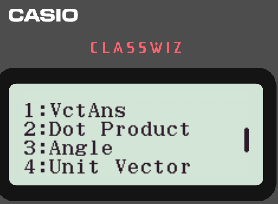 CASIO
CLASSWIZ
1:VctAns
2:Dot Product
3:Angle
4:Unit Vector